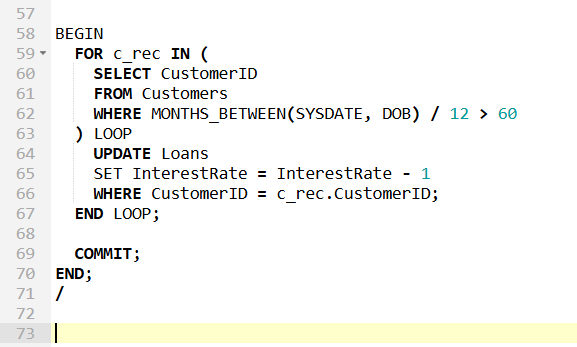 57
58 BEGIN
59 FOR c_rec IN (
60 SELECT CustomerID
61 FROM Customers
62 WHERE MONTHS_BETWEEN(SYSDATE, DOB) / 12 > 60
63 ) LOOP
64 UPDATE Loans
65 SET InterestRate = InterestRate - 1
66 WHERE CustomerID = c_rec.CustomerID;
67 END LOOP;
68
69 COMMIT;
70 END;
71 /
72
73